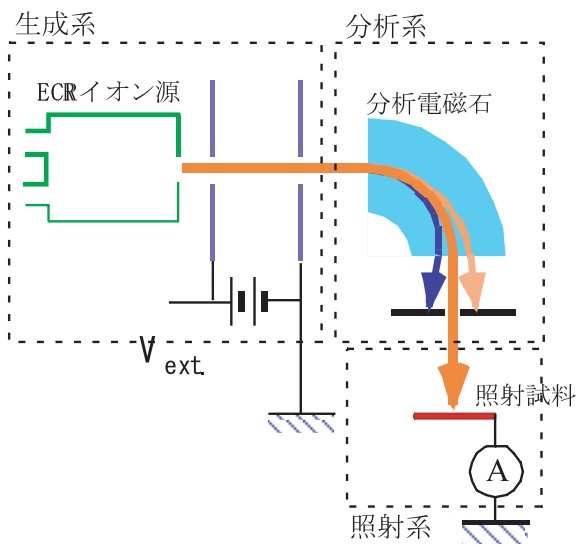 生成系
分析系
ECRイオン源
分析電磁石
Vext.
照射試料
A
照射系